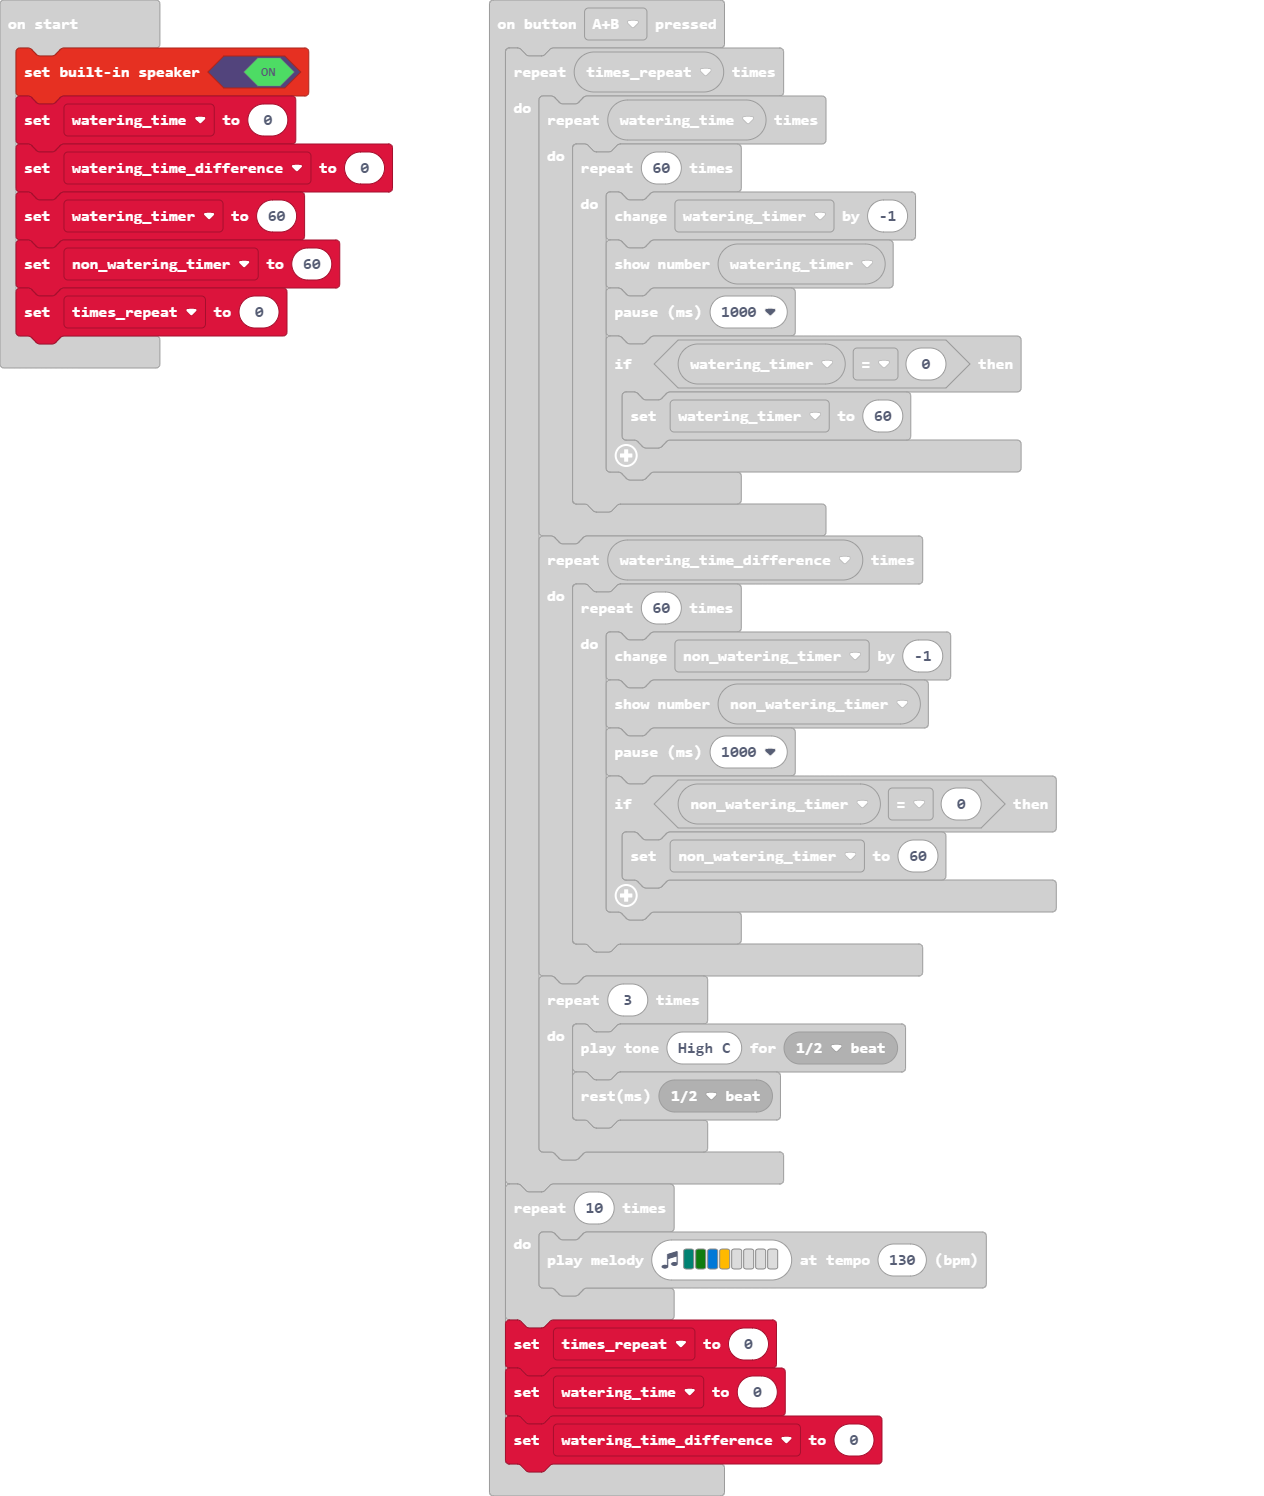 on start
set built-in speaker ON
set watering_time to 0
set watering_time_difference to 0
set watering_timer to 60
set non_watering_timer to 60
set times_repeat to 0
on button A+B pressed
repeat times_repeat times
do
repeat watering_time times
do
repeat 60 times
do
change watering_timer by -1
show number watering_timer
pause (ms) 1000
if watering_timer = 0 then
set watering_timer to 60
repeat watering_time_difference times
do
repeat 60 times
do
change non_watering_timer by -1
show number non_watering_timer
pause (ms) 1000
if non_watering_timer = 0 then
set non_watering_timer to 60
repeat 3 times
do
play tone High C for 1/2 beat
rest(ms) 1/2 beat
repeat 10 times
do
play melody at tempo 130 (bpm)
set times_repeat to 0
set watering_time to 0
set watering_time_difference to 0